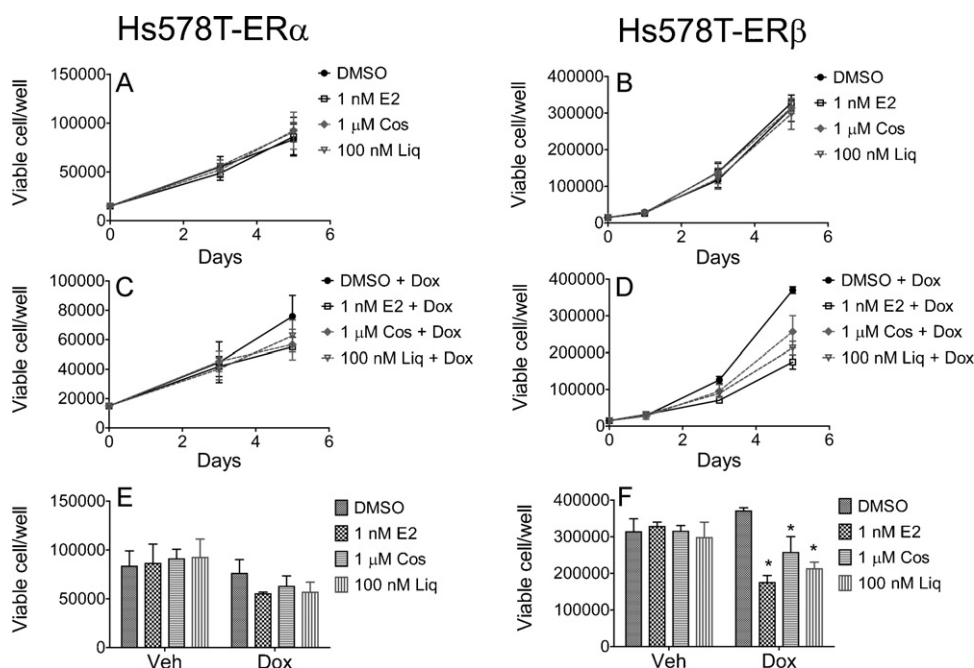 Hs578T-ERα
Hs578T-ERβ
A
Viable cell/well
150000
100000
50000
0
0 2 4 6
Days
DMSO
1 nM E2
1 μM Cos
100 nM Liq
B
Viable cell/well
400000
300000
200000
100000
0
0 2 4 6
Days
DMSO
1 nM E2
1 μM Cos
100 nM Liq
C
Viable cell/well
100000
80000
60000
40000
20000
0
0 2 4 6
Days
DMSO + Dox
1 nM E2 + Dox
1 μM Cos + Dox
100 nM Liq + Dox
D
Viable cell/well
400000
300000
200000
100000
0
0 2 4 6
Days
DMSO + Dox
1 nM E2 + Dox
1 μM Cos + Dox
100 nM Liq + Dox
E
Viable cell/well
150000
100000
50000
0
Veh Dox
DMSO
1 nM E2
1 μM Cos
100 nM Liq
F
Viable cell/well
400000
300000
200000
100000
0
* * *
Veh Dox
DMSO
1 nM E2
1 μM Cos
100 nM Liq